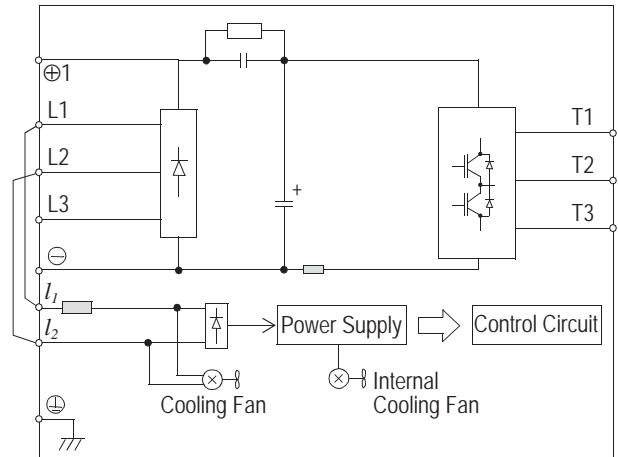 ⊕1
L1
L2
L3
⊖
l1
l2
T1
T2
T3
+
Power Supply
Control Circuit
Cooling Fan
Internal
Cooling Fan